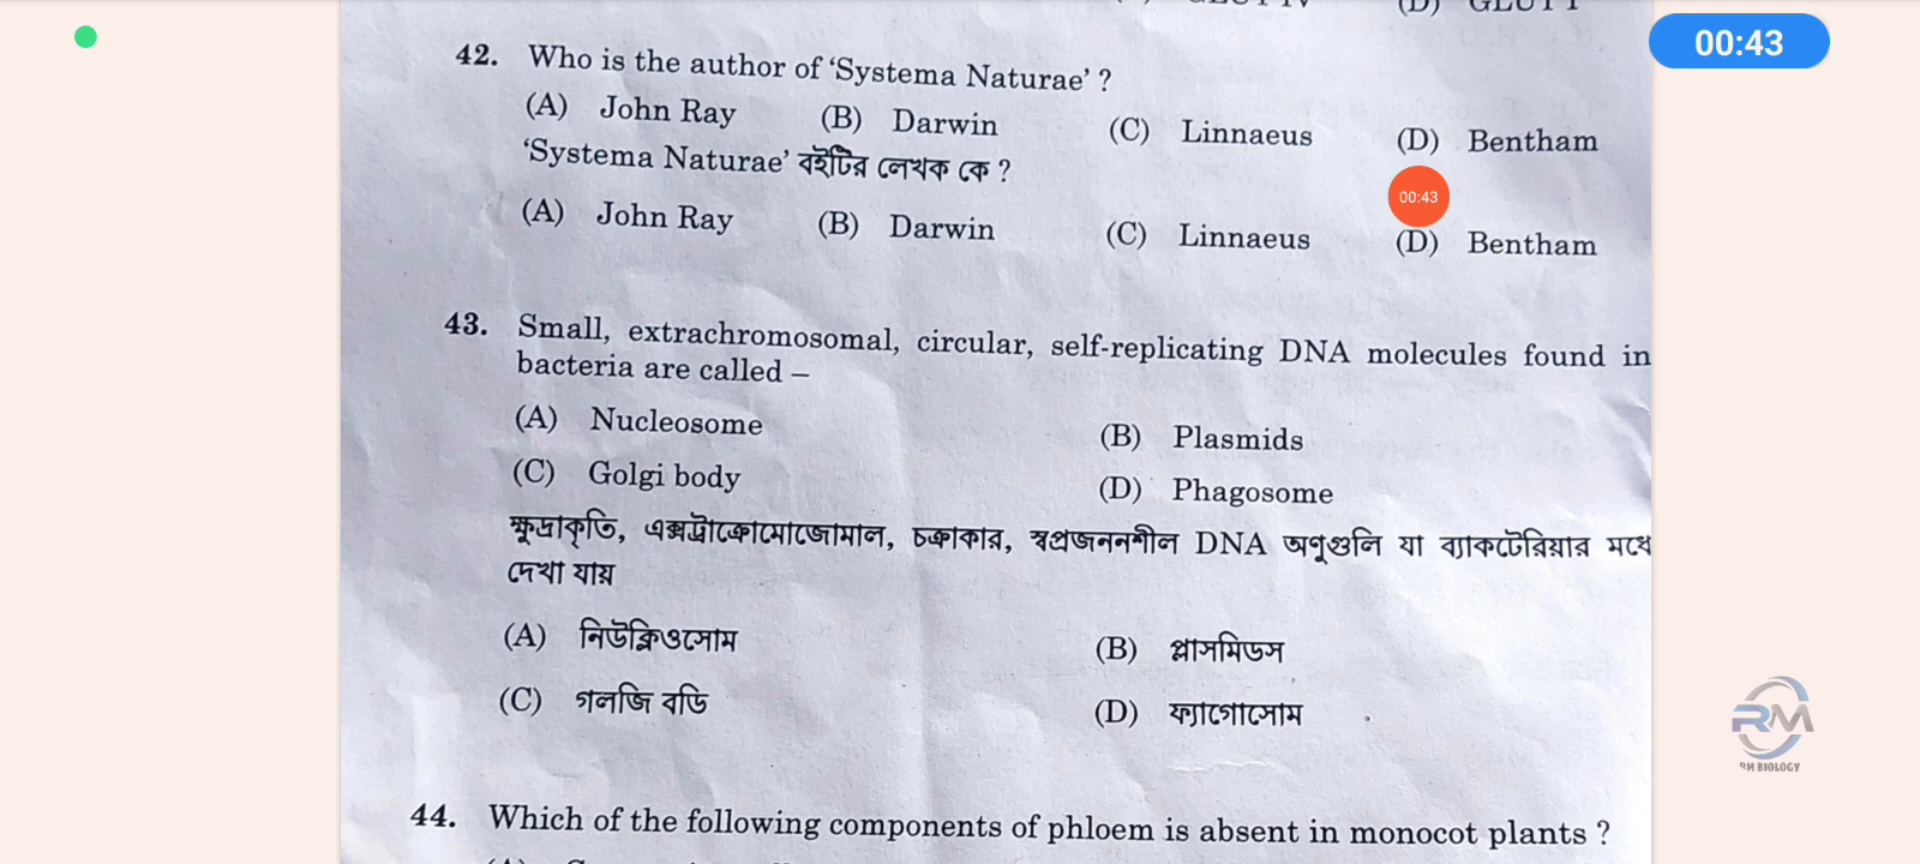 (D) GLUT I
00:43
42. Who is the author of ‘Systema Naturae’ ?
(A) John Ray (B) Darwin (C) Linnaeus (D) Bentham
‘Systema Naturae’ বইটির লেখক কে ?
00:43
(A) John Ray (B) Darwin (C) Linnaeus (D) Bentham
43. Small, extrachromosomal, circular, self-replicating DNA molecules found in
bacteria are called –
(A) Nucleosome (B) Plasmids
(C) Golgi body (D) Phagosome
ক্ষুদ্রাকৃতি, এক্সট্রাক্রোমোজোমাল, চক্রাকার, স্বপ্রজননশীল DNA অণুগুলি যা ব্যাকটেরিয়ার মধ্যে
দেখা যায়
(A) নিউক্লিওসোম (B) প্লাসমিডস
(C) গলজি বডি (D) ফ্যাগোসোম
RM
RM BIOLOGY
44. Which of the following components of phloem is absent in monocot plants ?